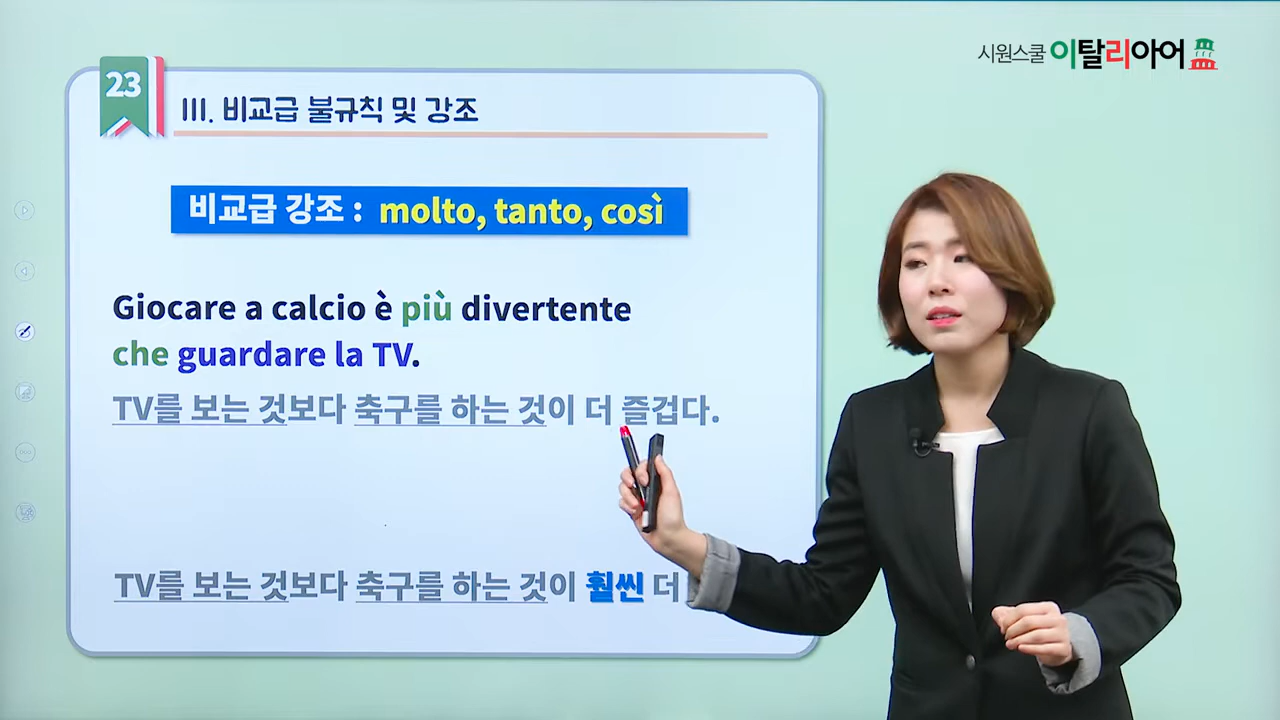 시원스쿨 이탈리아어
23
III. 비교급 불규칙 및 강조
비교급 강조 : molto, tanto, così
Giocare a calcio è più divertente
che guardare la TV.
TV를 보는 것보다 축구를 하는 것이 더 즐겁다.
TV를 보는 것보다 축구를 하는 것이 훨씬 더